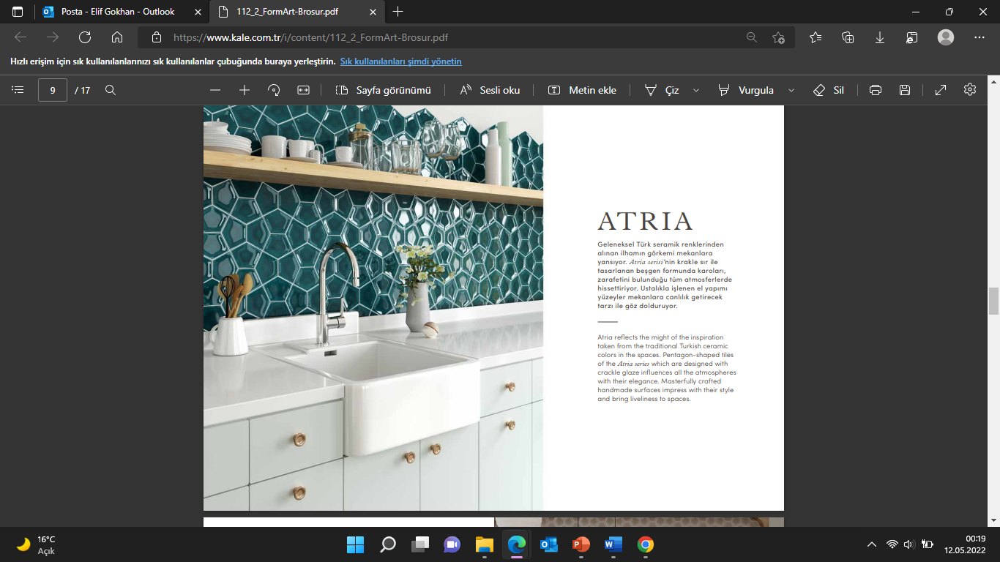 Posta - Elif Gokhan - Outlook
112_2_FormArt-Brosur.pdf
https://www.kale.com.tr/i/content/112_2_FormArt-Brosur.pdf
Hızlı erişim için sık kullanılanlarınızı sık kullanılanlar çubuğunda buraya yerleştirin. Sık kullanılanları şimdi yönetin
9 / 17 Sayfa görünümü Sesli oku Metin ekle Çiz Vurgula Sil
ATRIA
Geleneksel Türk seramik renklerinden
alınan ilhamın görkemi mekanlara
yansıyor. Atria serisi'nin krakle sır ile
tasarlanan beşgen formunda karoları,
zarafetini bulunduğu tüm atmosferlerde
hissettiriyor. Ustalıkla işlenen el yapımı
yüzeyler mekanlara canlılık getirecek
tarzı ile göz dolduruyor.
Atria reflects the might of the inspiration
taken from the traditional Turkish ceramic
colors in the spaces. Pentagon-shaped tiles
of the Atria series which are designed with
crackle glaze influences all the atmospheres
with their elegance. Masterfully crafted
handmade surfaces impress with their style
and bring liveliness to spaces.
16°C
Açık
00:19
12.05.2022